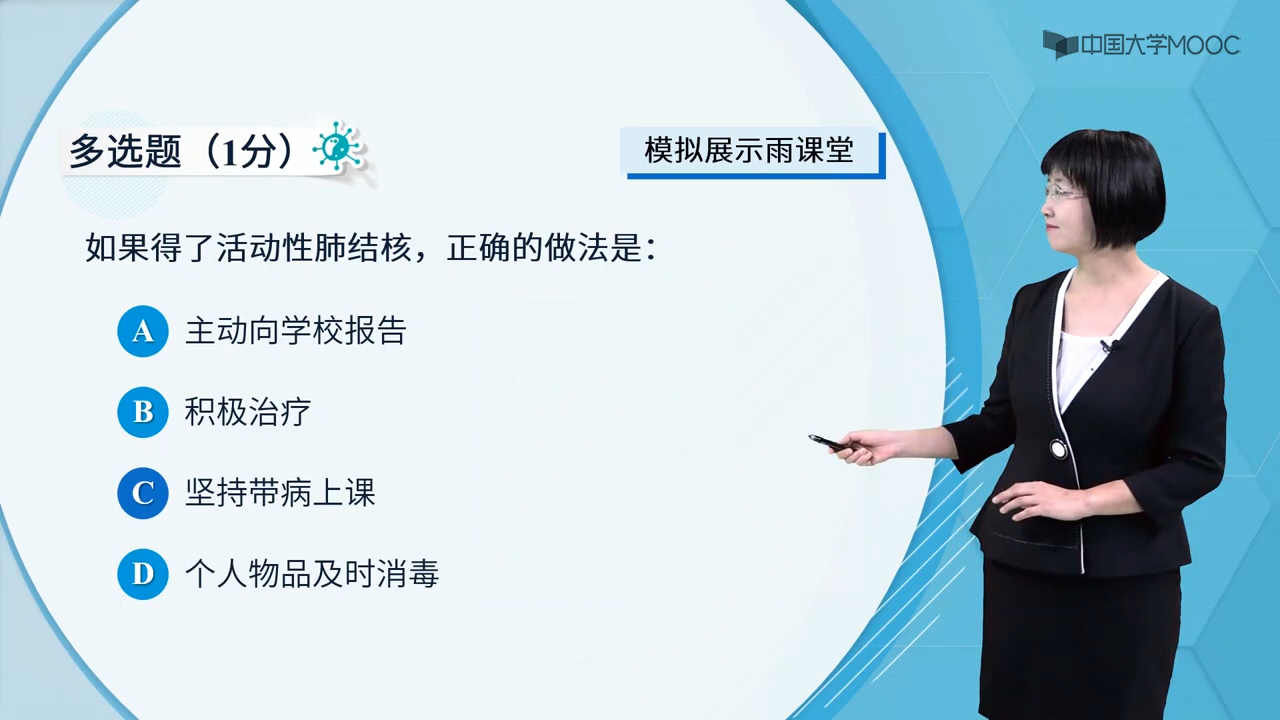 中国大学MOOC
多选题（1分）
模拟展示雨课堂
如果得了活动性肺结核，正确的做法是：
A 主动向学校报告
B 积极治疗
C 坚持带病上课
D 个人物品及时消毒